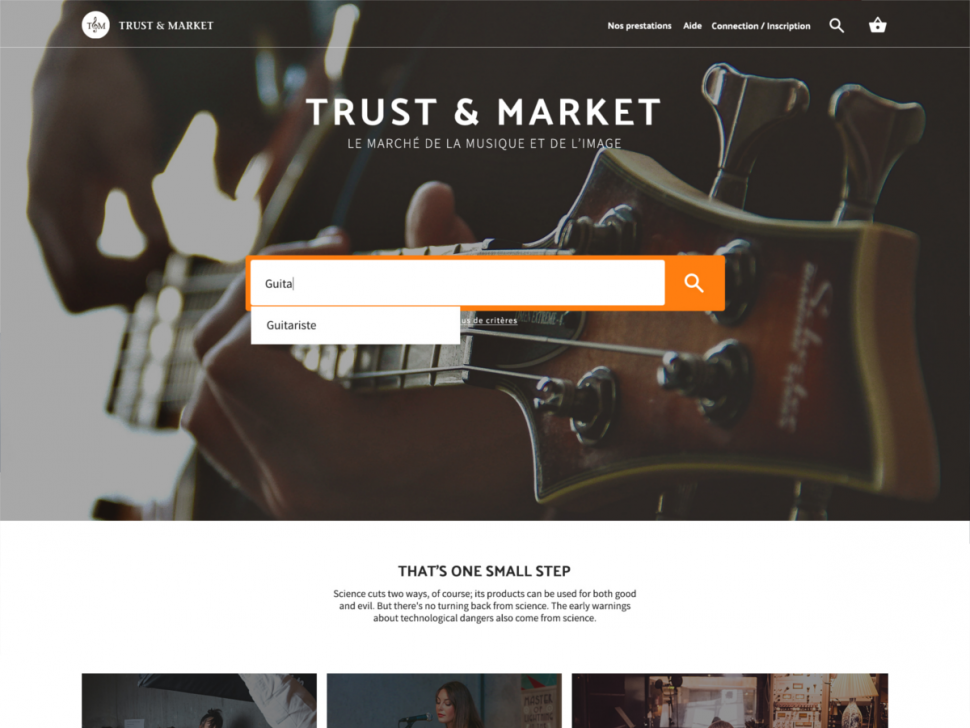 T&M TRUST & MARKET
Nos prestations Aide Connection / Inscription
TRUST & MARKET
LE MARCHÉ DE LA MUSIQUE ET DE L'IMAGE
Guita
Guitariste
de critères
THAT'S ONE SMALL STEP
Science cuts two ways, of course; its products can be used for both good
and evil. But there's no turning back from science. The early warnings
about technological dangers also come from science.
MASTER